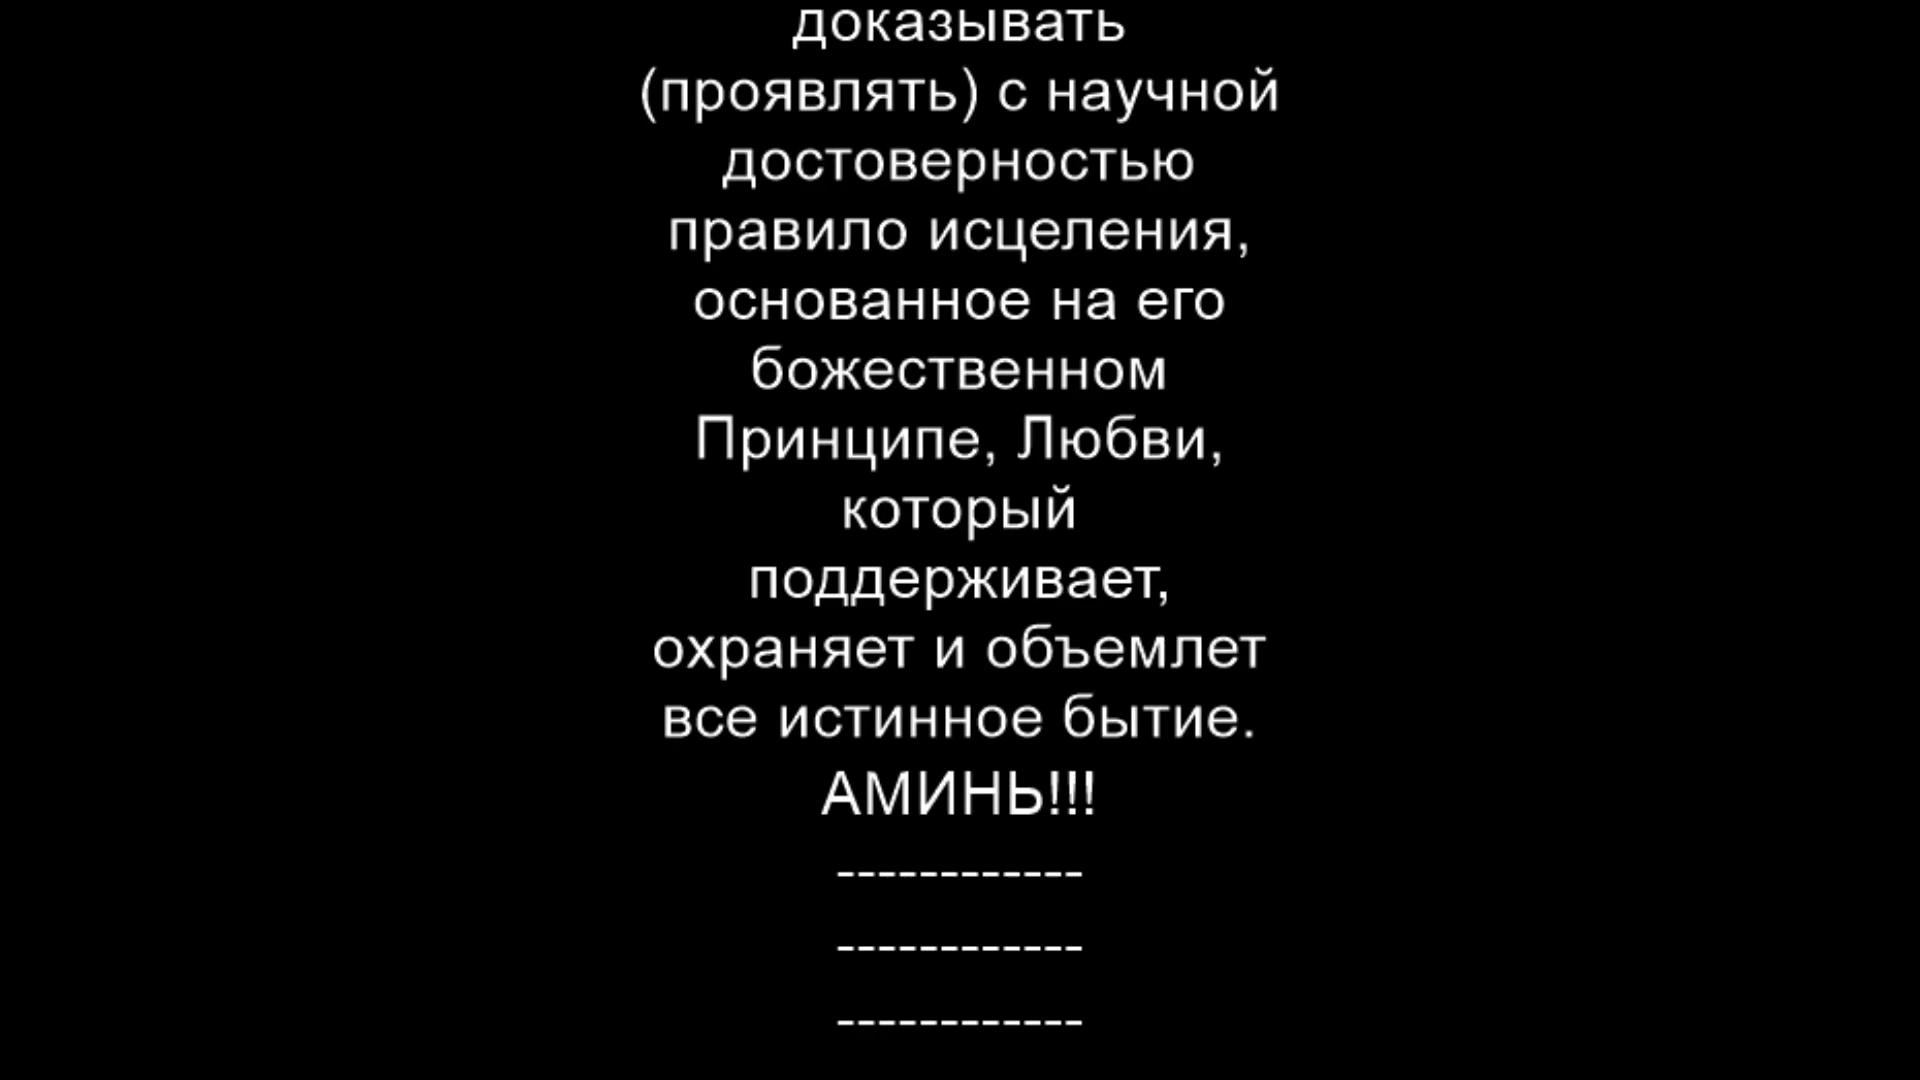 доказывать
(проявлять) с научной
достоверностью
правило исцеления,
основанное на его
божественном
Принципе, Любви,
который
поддерживает,
охраняет и объемлет
все истинное бытие.
АМИНЬ!!!
------------
------------
------------